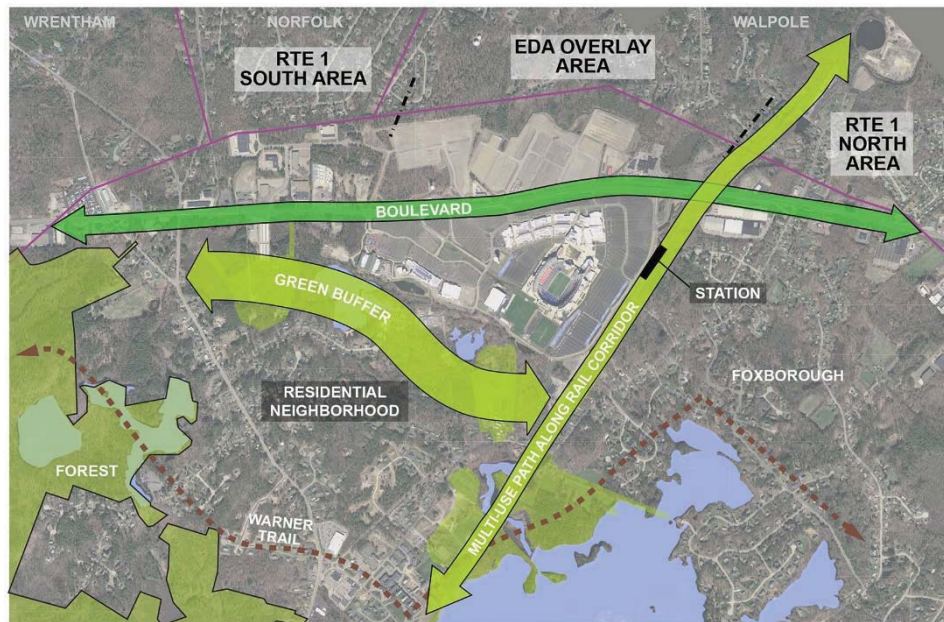 WRENTHAM
NORFOLK
WALPOLE
RTE 1
SOUTH AREA
EDA OVERLAY
AREA
RTE 1
NORTH
AREA
BOULEVARD
GREEN BUFFER
STATION
MULTI-USE PATH ALONG RAIL CORRIDOR
RESIDENTIAL
NEIGHBORHOOD
FOXBOROUGH
FOREST
WARNER
TRAIL